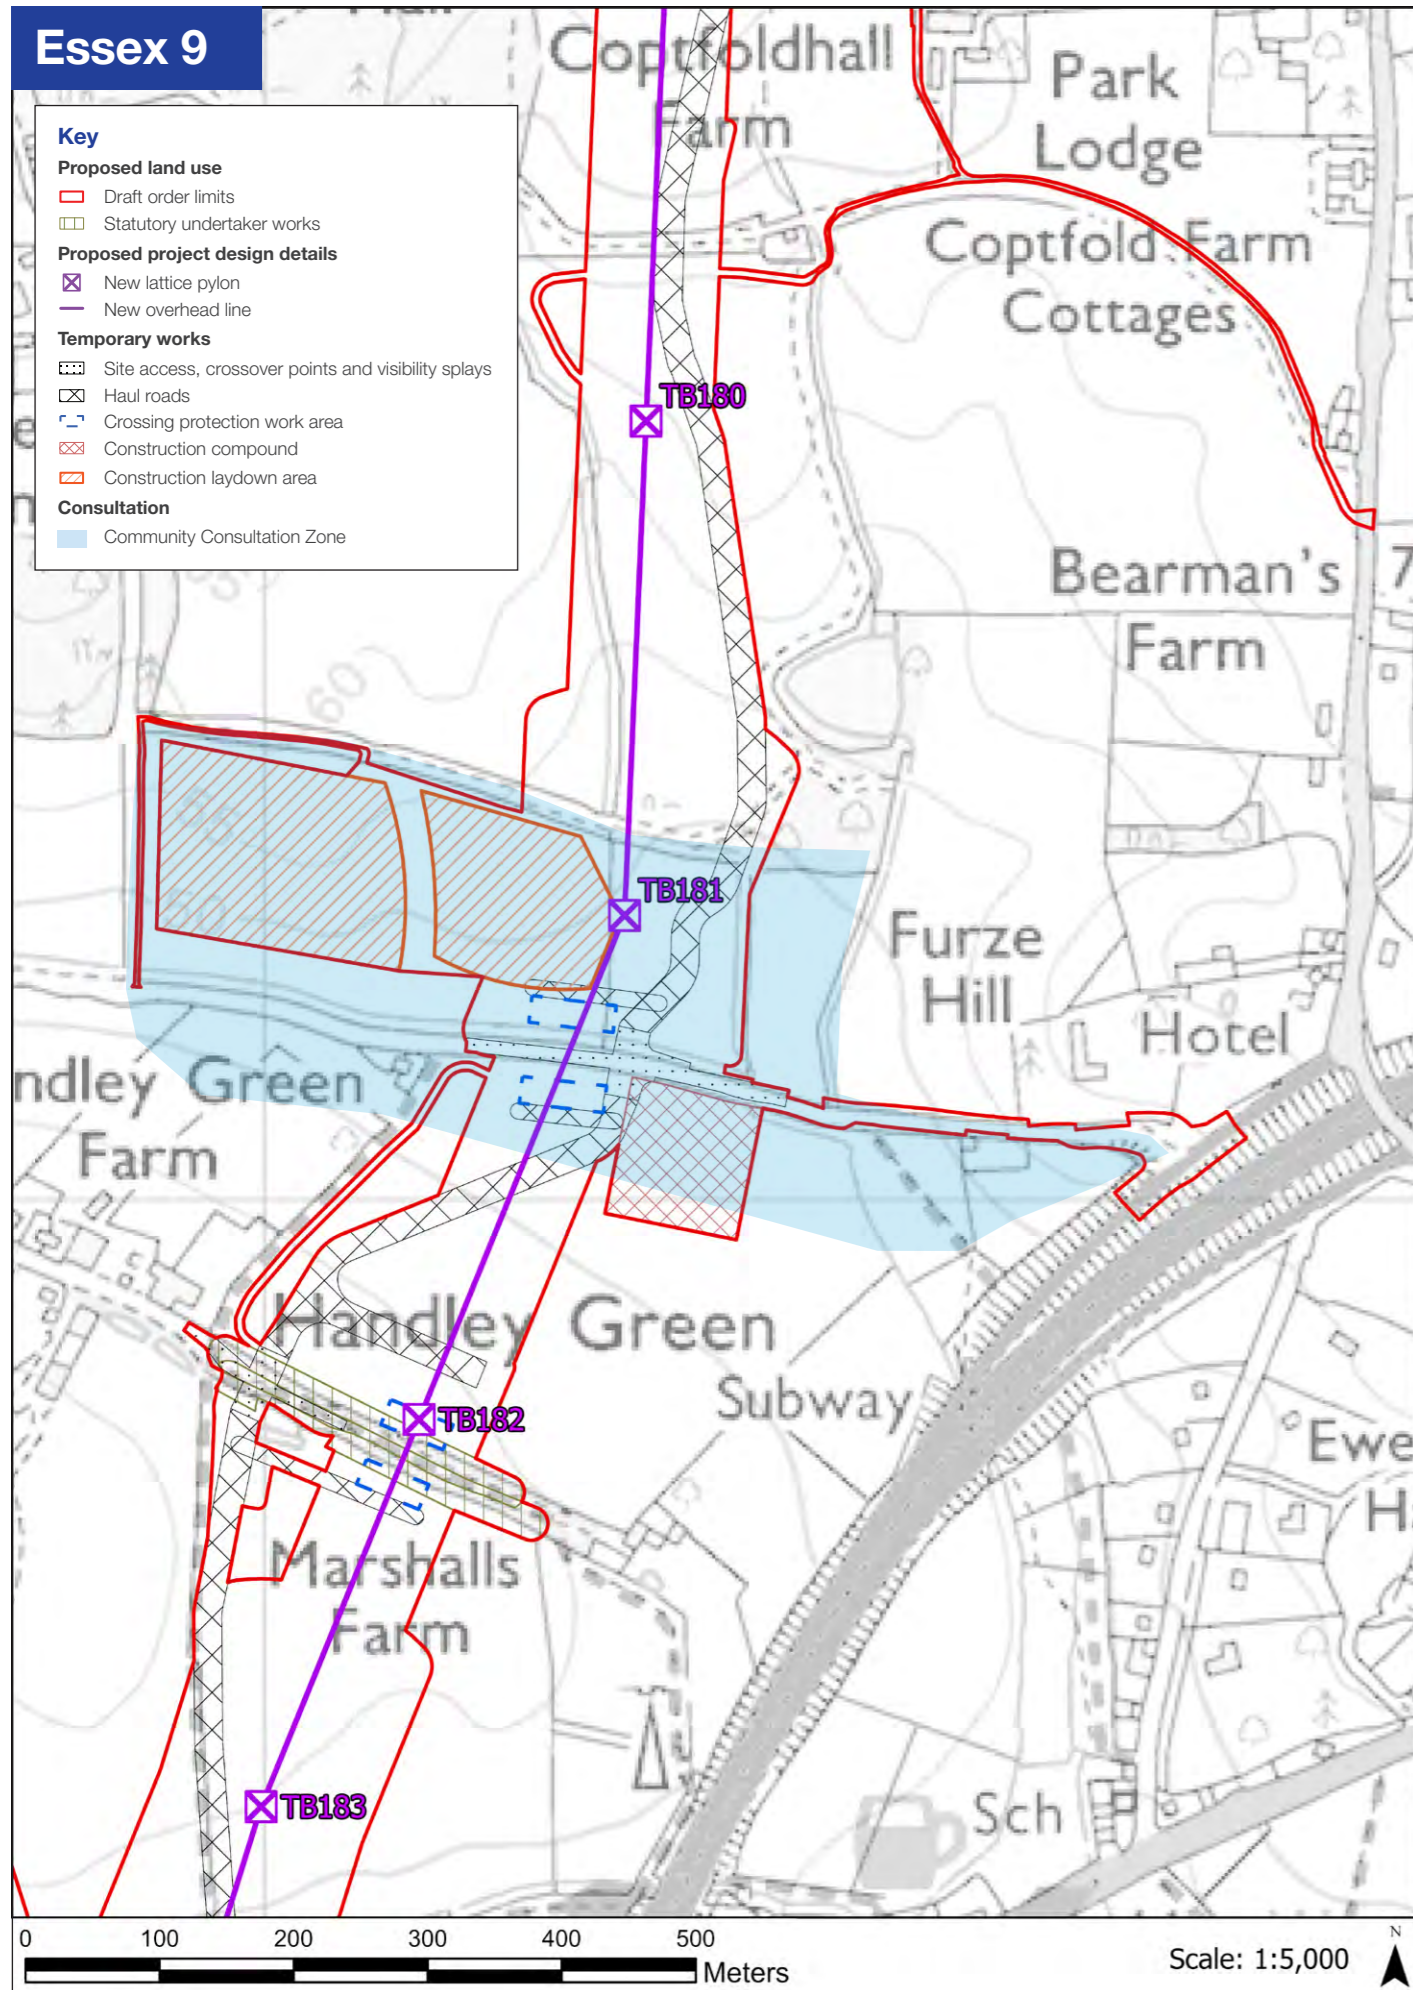 Essex 9
Key
Proposed land use
Draft order limits
Statutory undertaker works
Proposed project design details
New lattice pylon
New overhead line
Temporary works
Site access, crossover points and visibility splays
Haul roads
Crossing protection work area
Construction compound
Construction laydown area
Consultation
Community Consultation Zone
Coptfoldhall
Farm
Park
Lodge
Coptfold Farm
Cottages
TB180
Bearman's
Farm
60
55
50
TB181
Furze
Hill
Hotel
ndley Green
Farm
Handley Green
Subway
TB182
Ewe
H
Marshalls
Farm
TB183
Sch
0 100 200 300 400 500
Meters
Scale: 1:5,000
N